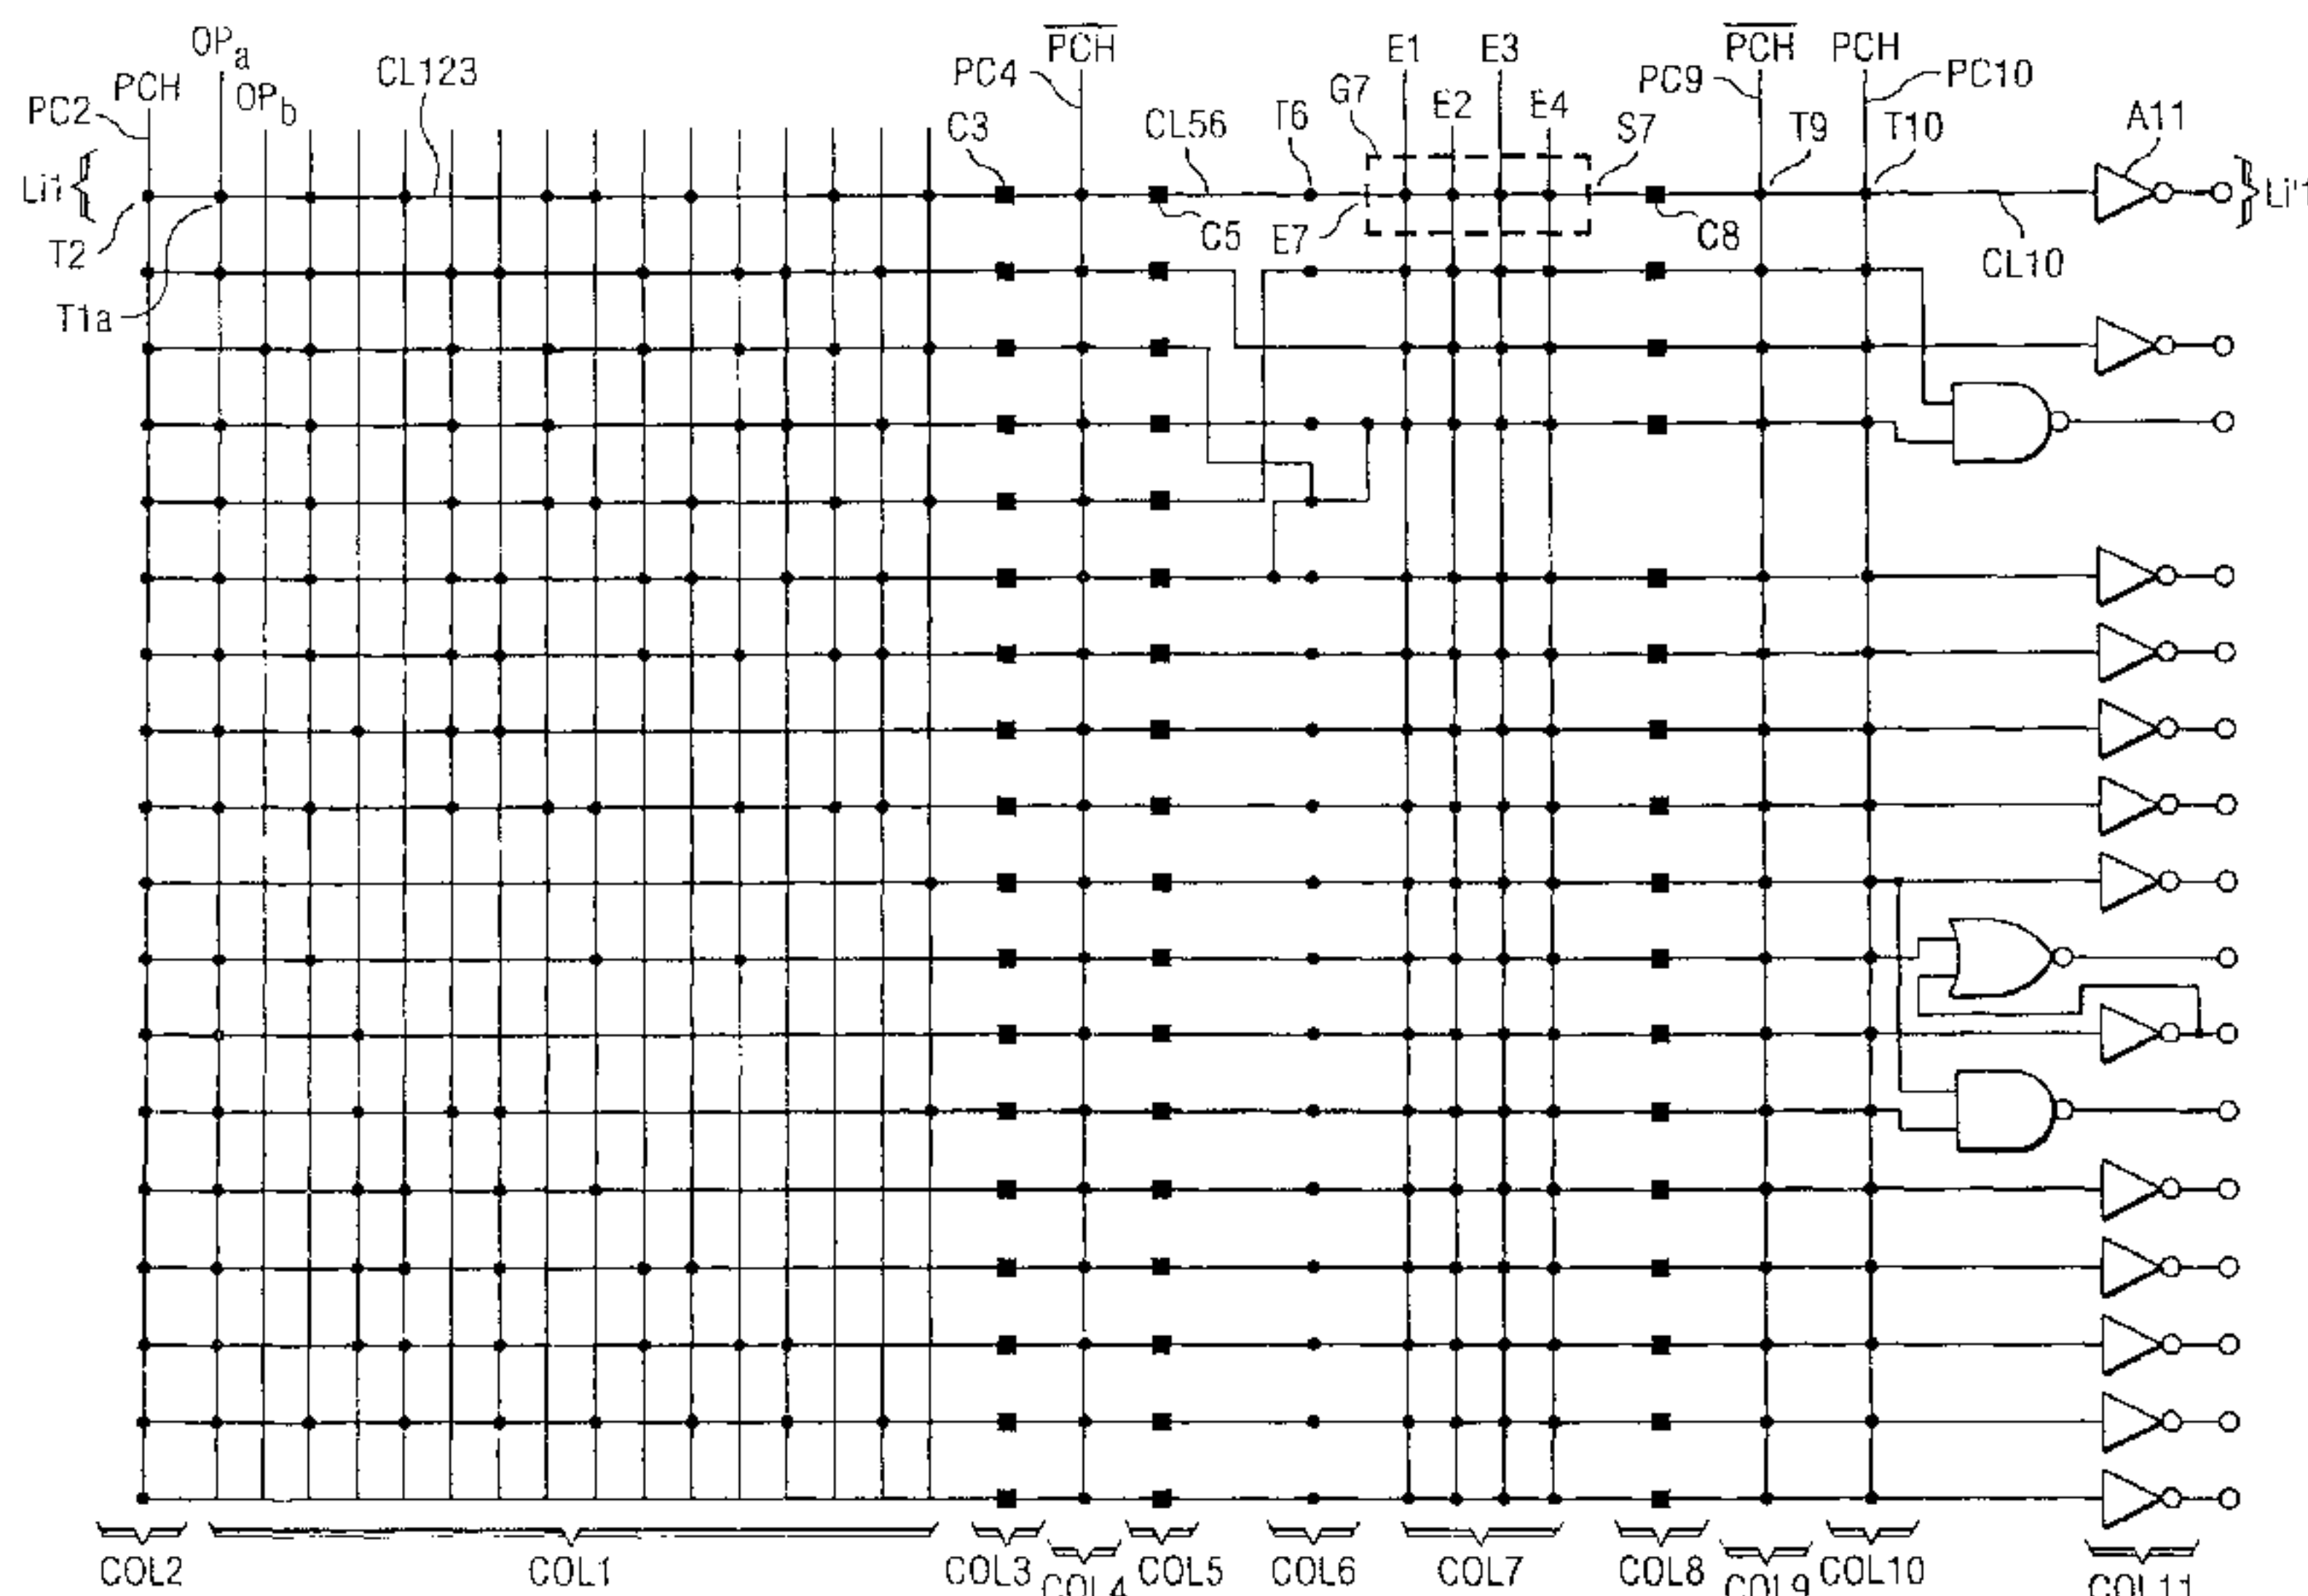 OPa
PCH
OPb
PC2
CL123
C3
PC4
PCH
CL56
T6
G7
E1
E2
E3
E4
S7
PC9
PCH
PCH
PC10
T9
T10
A11
Li1
Li'1
T2
T1a
C5
E7
C8
CL10
COL2
COL1
COL3
COL4
COL5
COL6
COL7
COL8
COL9
COL10
COL11